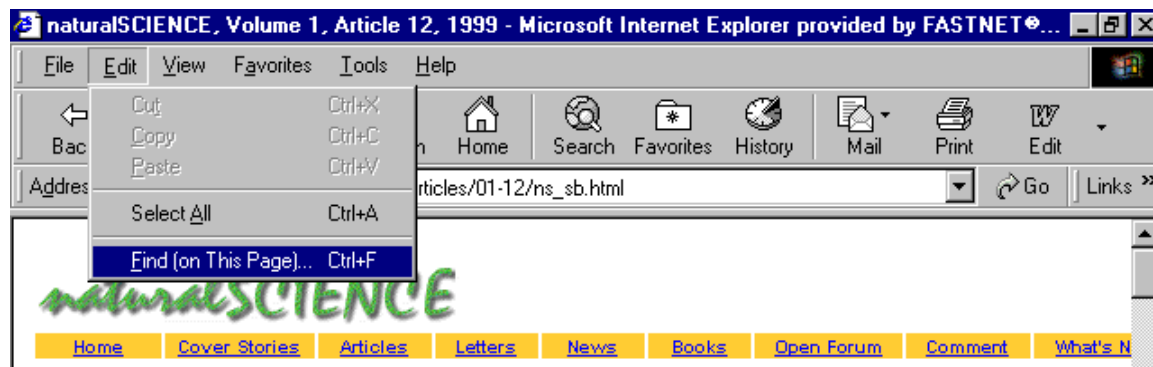 naturalSCIENCE, Volume 1, Article 12, 1999 - Microsoft Internet Explorer provided by FASTNET®...
File Edit View Favorites Tools Help
Cut Ctrl+X
Copy Ctrl+C
Paste Ctrl+V
Select All Ctrl+A
Find (on This Page)... Ctrl+F
Bac Home Search Favorites History Mail Print Edit
Addres rticles/01-12/ns_sb.html Go Links »
naturalSCIENCE
Home Cover Stories Articles Letters News Books Open Forum Comment What's N